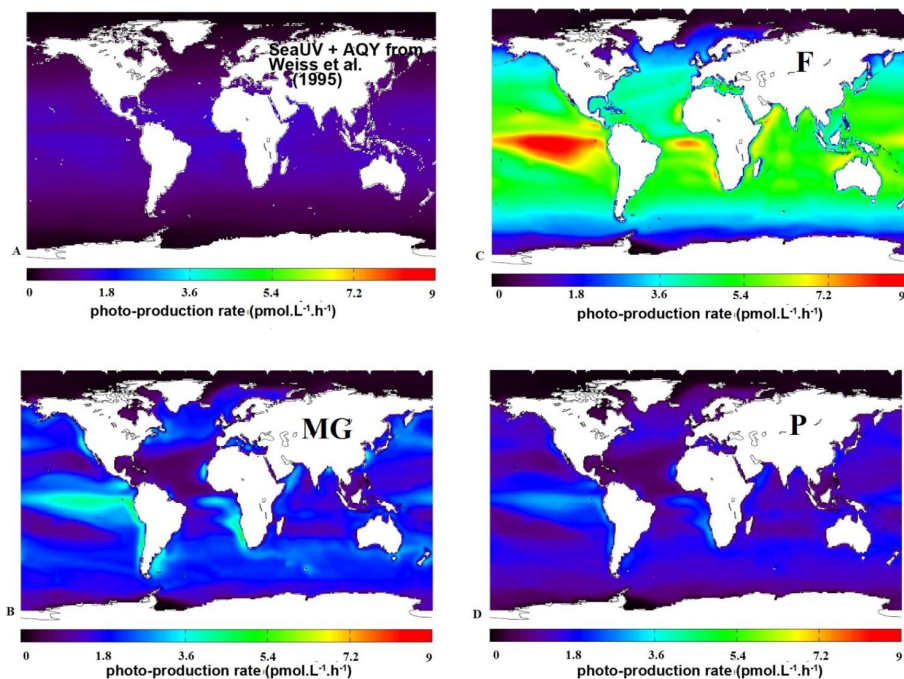 SeaUV + AQY from
Weiss et al.
(1995)
A
0 1.8 3.6 5.4 7.2 9
photo-production rate (pmol.L⁻¹.h⁻¹)
F
C
0 1.8 3.6 5.4 7.2 9
photo-production rate (pmol.L⁻¹.h⁻¹)
MG
B
0 1.8 3.6 5.4 7.2 9
photo-production rate (pmol.L⁻¹.h⁻¹)
P
D
0 1.8 3.6 5.4 7.2 9
photo-production rate (pmol.L⁻¹.h⁻¹)